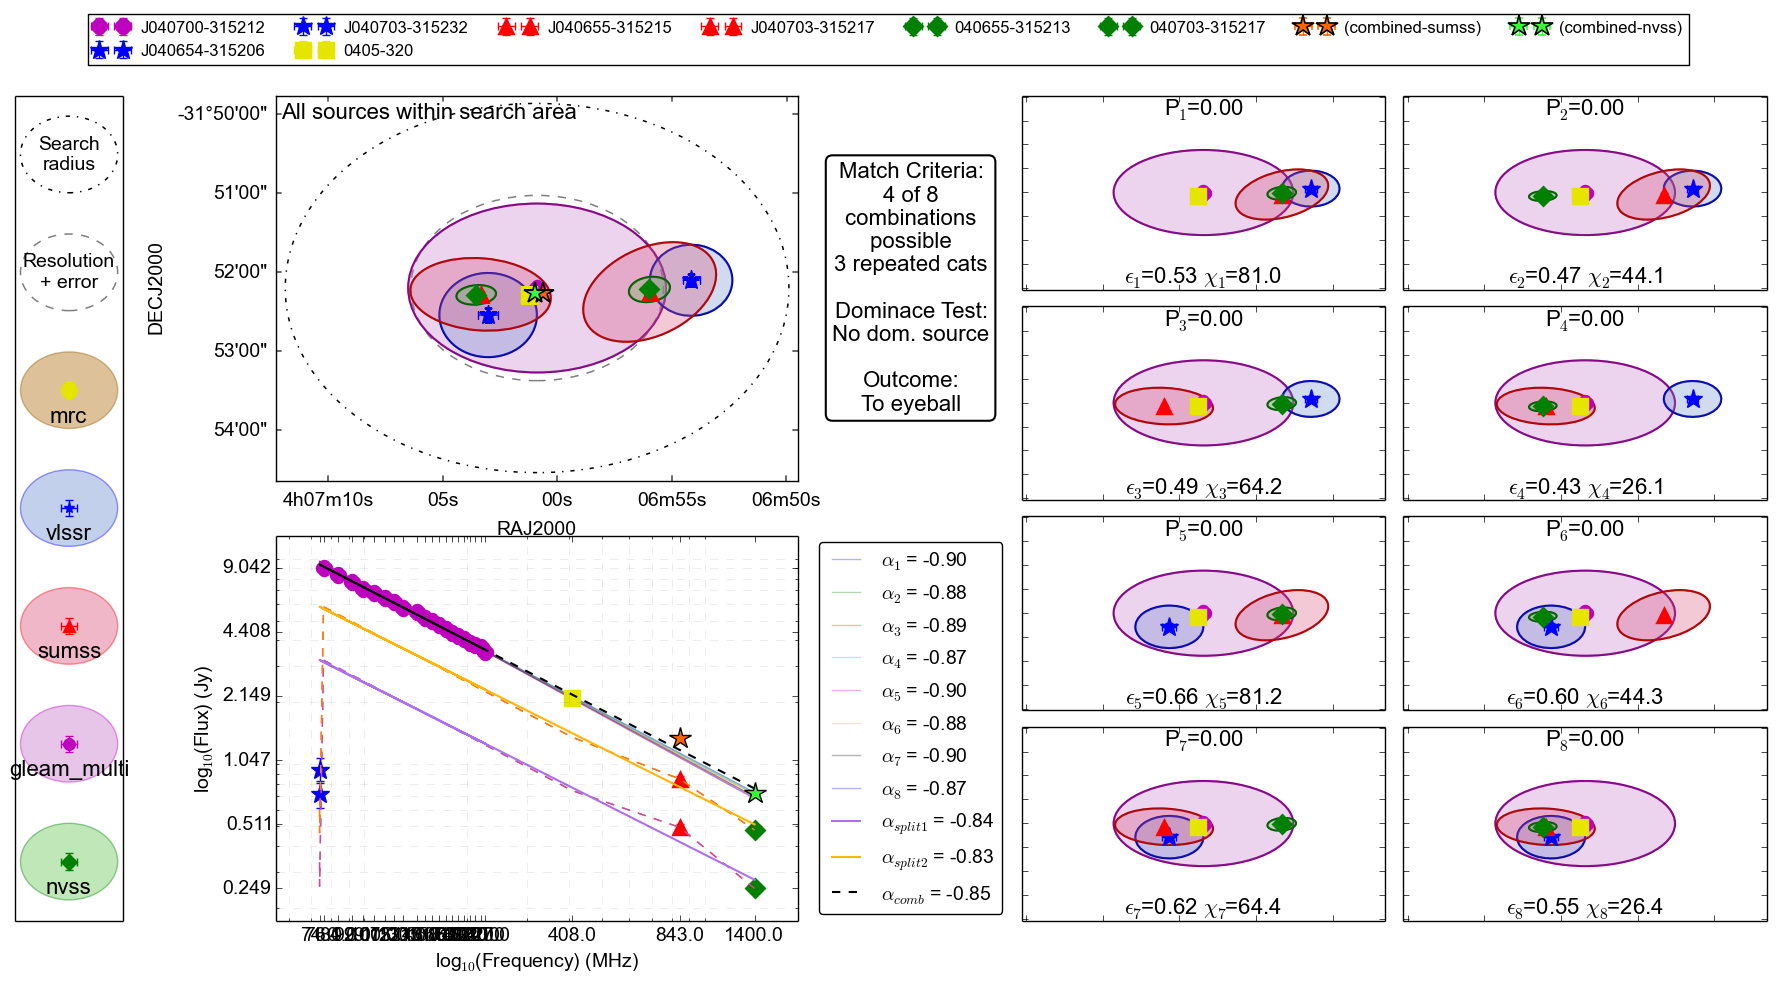 J040700-315212 J040703-315232 J040655-315215 J040703-315217 040655-315213 040703-315217 (combined-sumss) (combined-nvss)
J040654-315206 0405-320
Search
radius
Resolution
+ error
mrc
vlssr
sumss
gleam_multi
nvss
All sources within search area
DECJ2000
-31°50'00"
51'00"
52'00"
53'00"
54'00"
4h07m10s 05s 00s 06m55s 06m50s
RAJ2000
Match Criteria:
4 of 8
combinations
possible
3 repeated cats
Dominace Test:
No dom. source
Outcome:
To eyeball
log₁₀(Flux) (Jy)
9.042
4.408
2.149
1.047
0.511
0.249
408.0 843.0 1400.0
log₁₀(Frequency) (MHz)
α₁ = -0.90
α₂ = -0.88
α₃ = -0.89
α₄ = -0.87
α₅ = -0.90
α₆ = -0.88
α₇ = -0.90
α₈ = -0.87
α_split1 = -0.84
α_split2 = -0.83
α_comb = -0.85
P₁=0.00
ϵ₁=0.53 χ₁=81.0
P₂=0.00
ϵ₂=0.47 χ₂=44.1
P₃=0.00
ϵ₃=0.49 χ₃=64.2
P₄=0.00
ϵ₄=0.43 χ₄=26.1
P₅=0.00
ϵ₅=0.66 χ₅=81.2
P₆=0.00
ϵ₆=0.60 χ₆=44.3
P₇=0.00
ϵ₇=0.62 χ₇=64.4
P₈=0.00
ϵ₈=0.55 χ₈=26.4